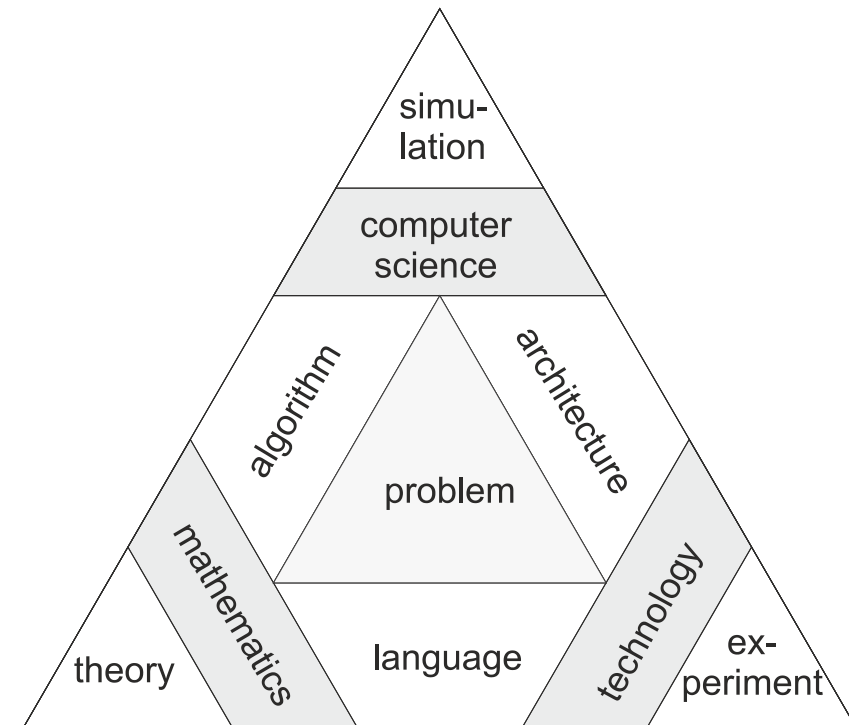 simu-
lation
computer
science
algorithm
architecture
problem
mathematics
technology
theory
language
ex-
periment